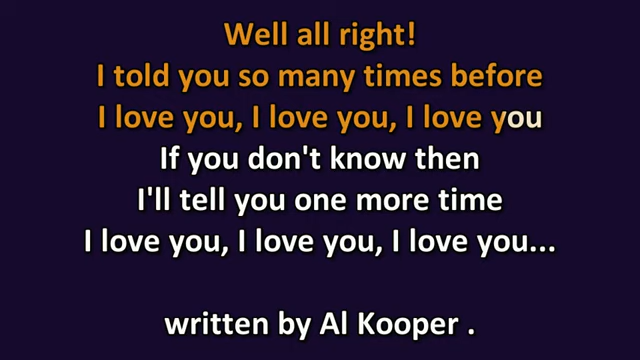 Well all right!
I told you so many times before
I love you, I love you, I love you
If you don't know then
I'll tell you one more time
I love you, I love you, I love you...
written by Al Kooper .